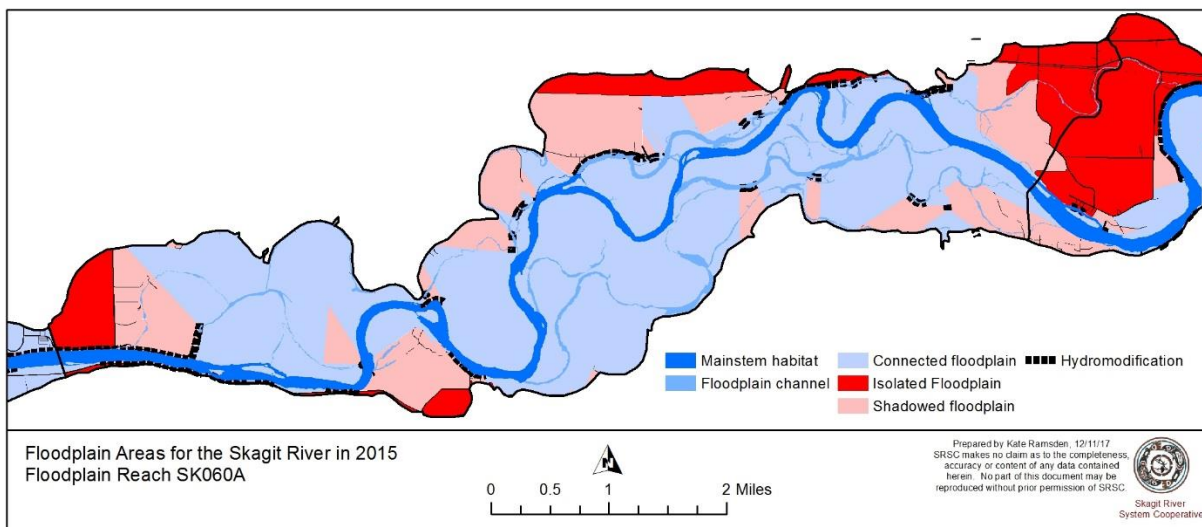 Mainstem habitat
Floodplain channel
Connected floodplain
Isolated Floodplain
Shadowed floodplain
Hydromodification
Floodplain Areas for the Skagit River in 2015
Floodplain Reach SK060A
N
0 0.5 1 2 Miles
Prepared by Kate Ramsden, 12/11/17
SRSC makes no claim as to the completeness,
accuracy or content of any data contained
herein. No part of this document may be
reproduced without prior permission of SRSC.
Skagit River
System Cooperative